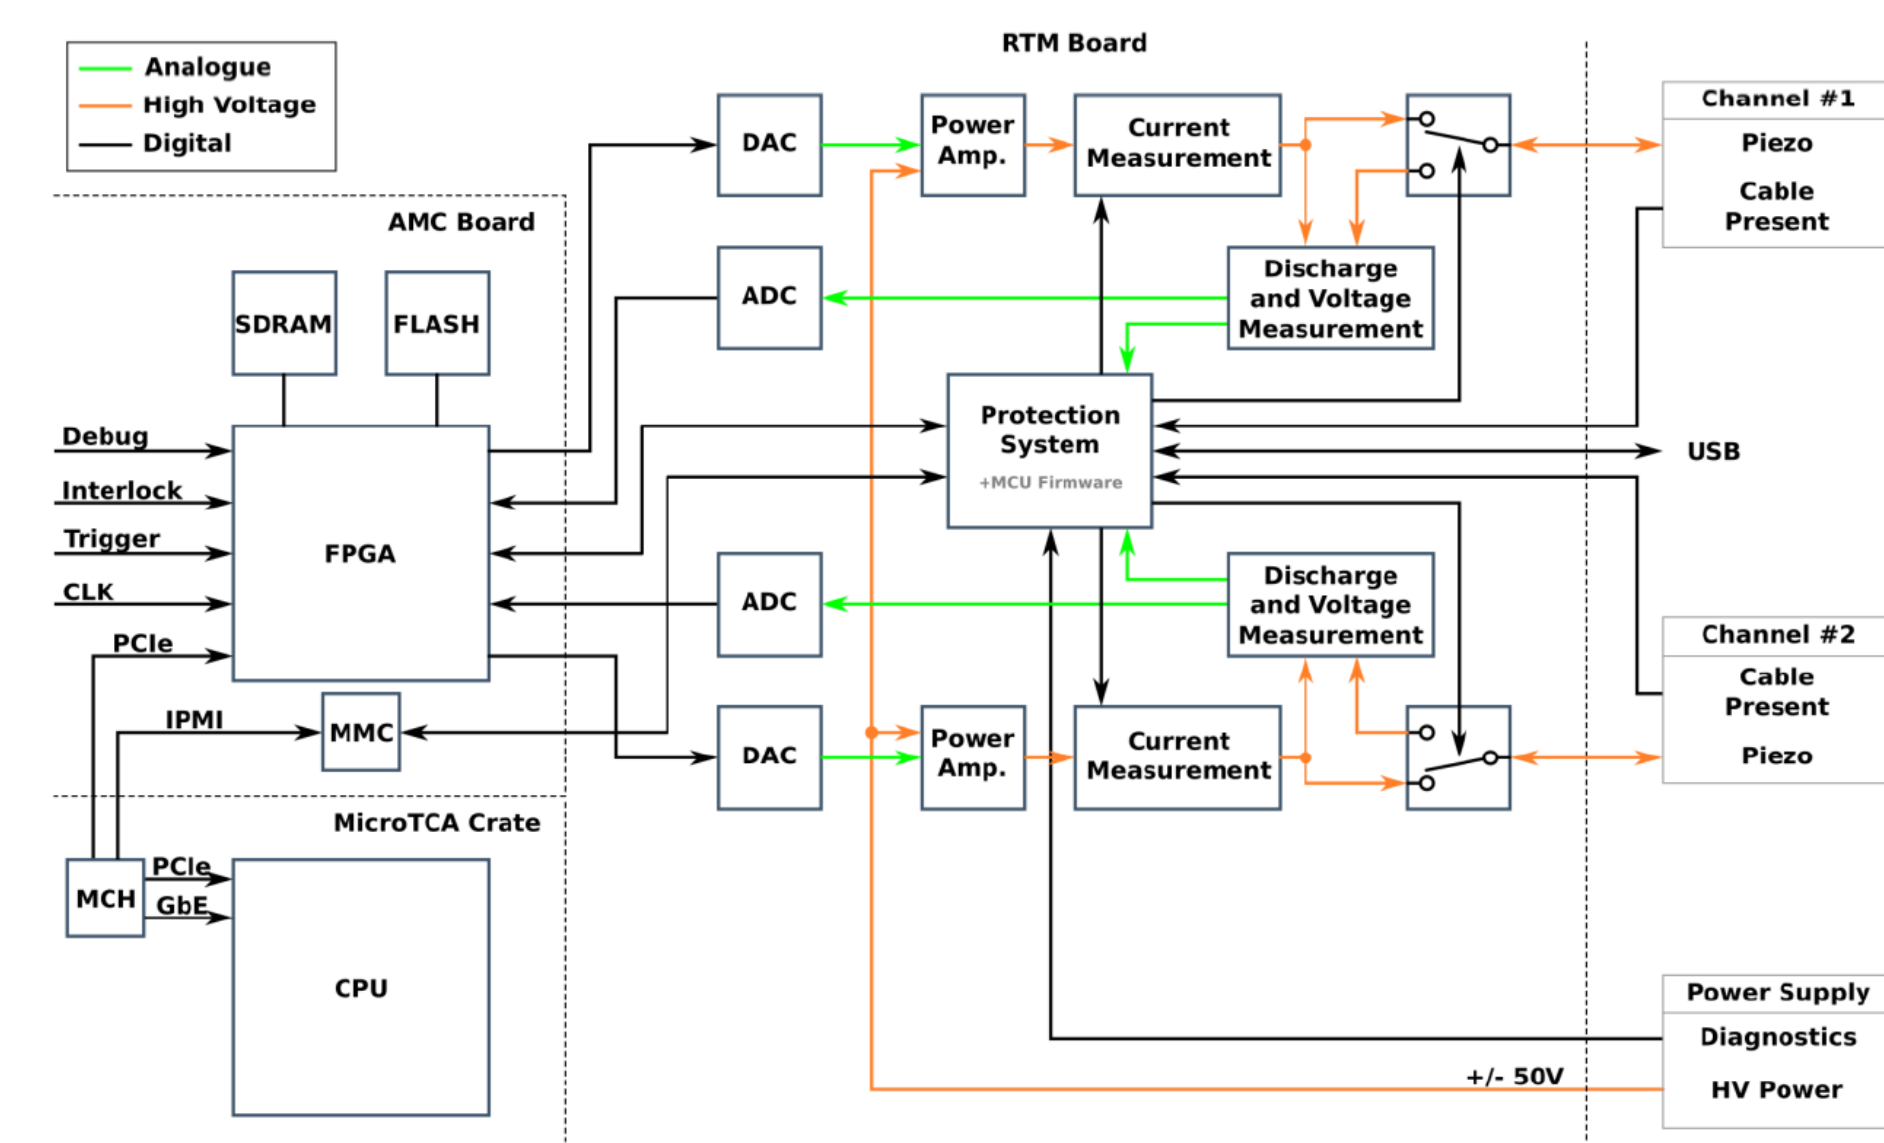 RTM Board
Analogue
High Voltage
Digital
AMC Board
SDRAM
FLASH
Debug
Interlock
Trigger
CLK
PCIe
IPMI
FPGA
MMC
MicroTCA Crate
MCH
PCIe
GbE
CPU
DAC
Power
Amp.
Current
Measurement
ADC
Discharge
and Voltage
Measurement
Protection
System
+MCU Firmware
ADC
Discharge
and Voltage
Measurement
DAC
Power
Amp.
Current
Measurement
Channel #1
Piezo
Cable
Present
USB
Channel #2
Cable
Present
Piezo
Power Supply
Diagnostics
+/- 50V
HV Power